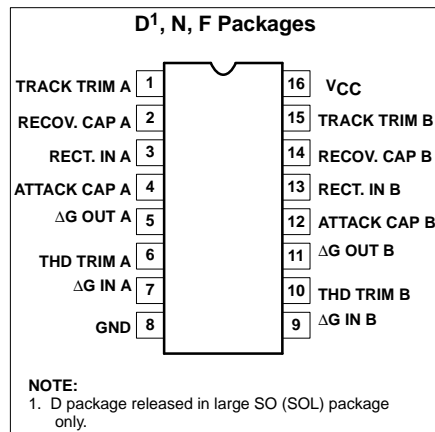 D1, N, F Packages
TRACK TRIM A 1
RECOV. CAP A 2
RECT. IN A 3
ATTACK CAP A 4
ΔG OUT A 5
THD TRIM A 6
ΔG IN A 7
GND 8
16 VCC
15 TRACK TRIM B
14 RECOV. CAP B
13 RECT. IN B
12 ATTACK CAP B
11 ΔG OUT B
10 THD TRIM B
9 ΔG IN B
NOTE:
1. D package released in large SO (SOL) package
only.